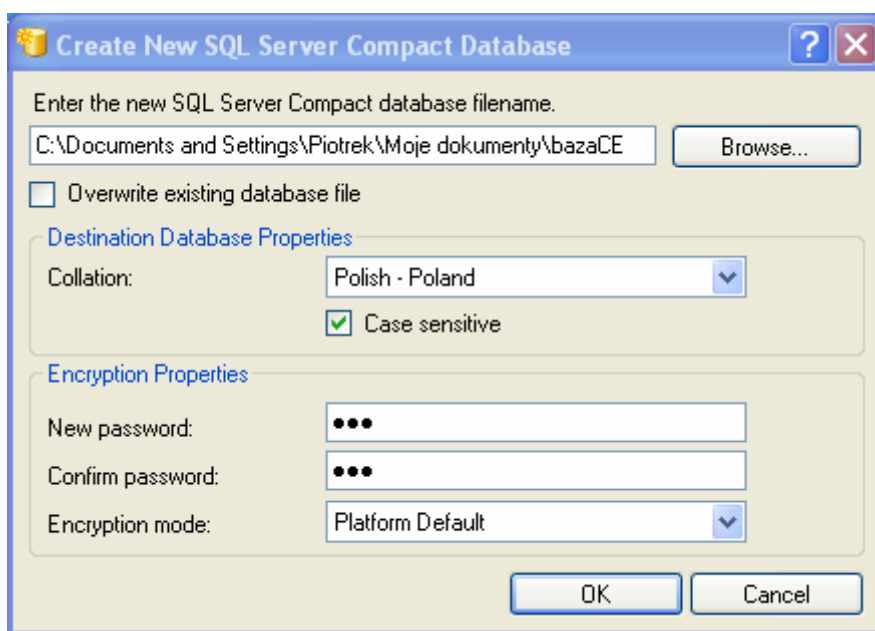 Create New SQL Server Compact Database
Enter the new SQL Server Compact database filename.
C:\Documents and Settings\Piotrek\Moje dokumenty\bazaCE
Browse...
Overwrite existing database file
Destination Database Properties
Collation:
Polish - Poland
Case sensitive
Encryption Properties
New password:
●●●
Confirm password:
●●●
Encryption mode:
Platform Default
OK
Cancel